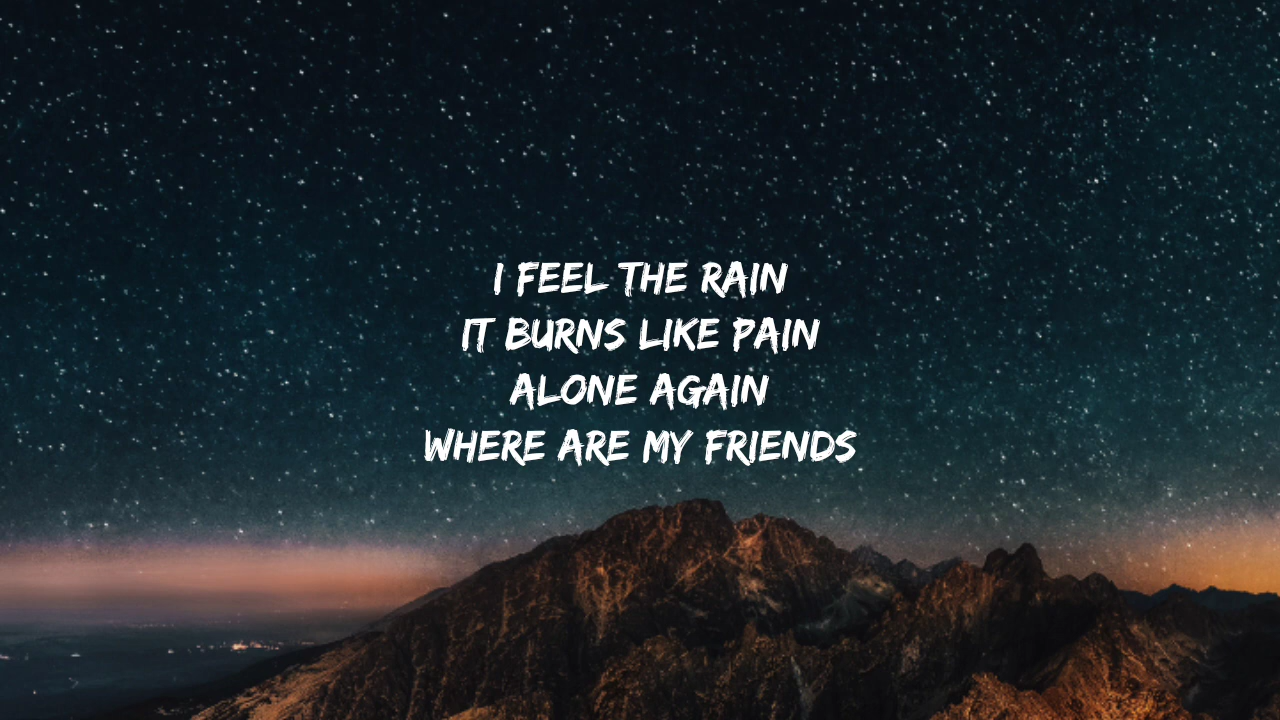 I FEEL THE RAIN
IT BURNS LIKE PAIN
ALONE AGAIN
WHERE ARE MY FRIENDS